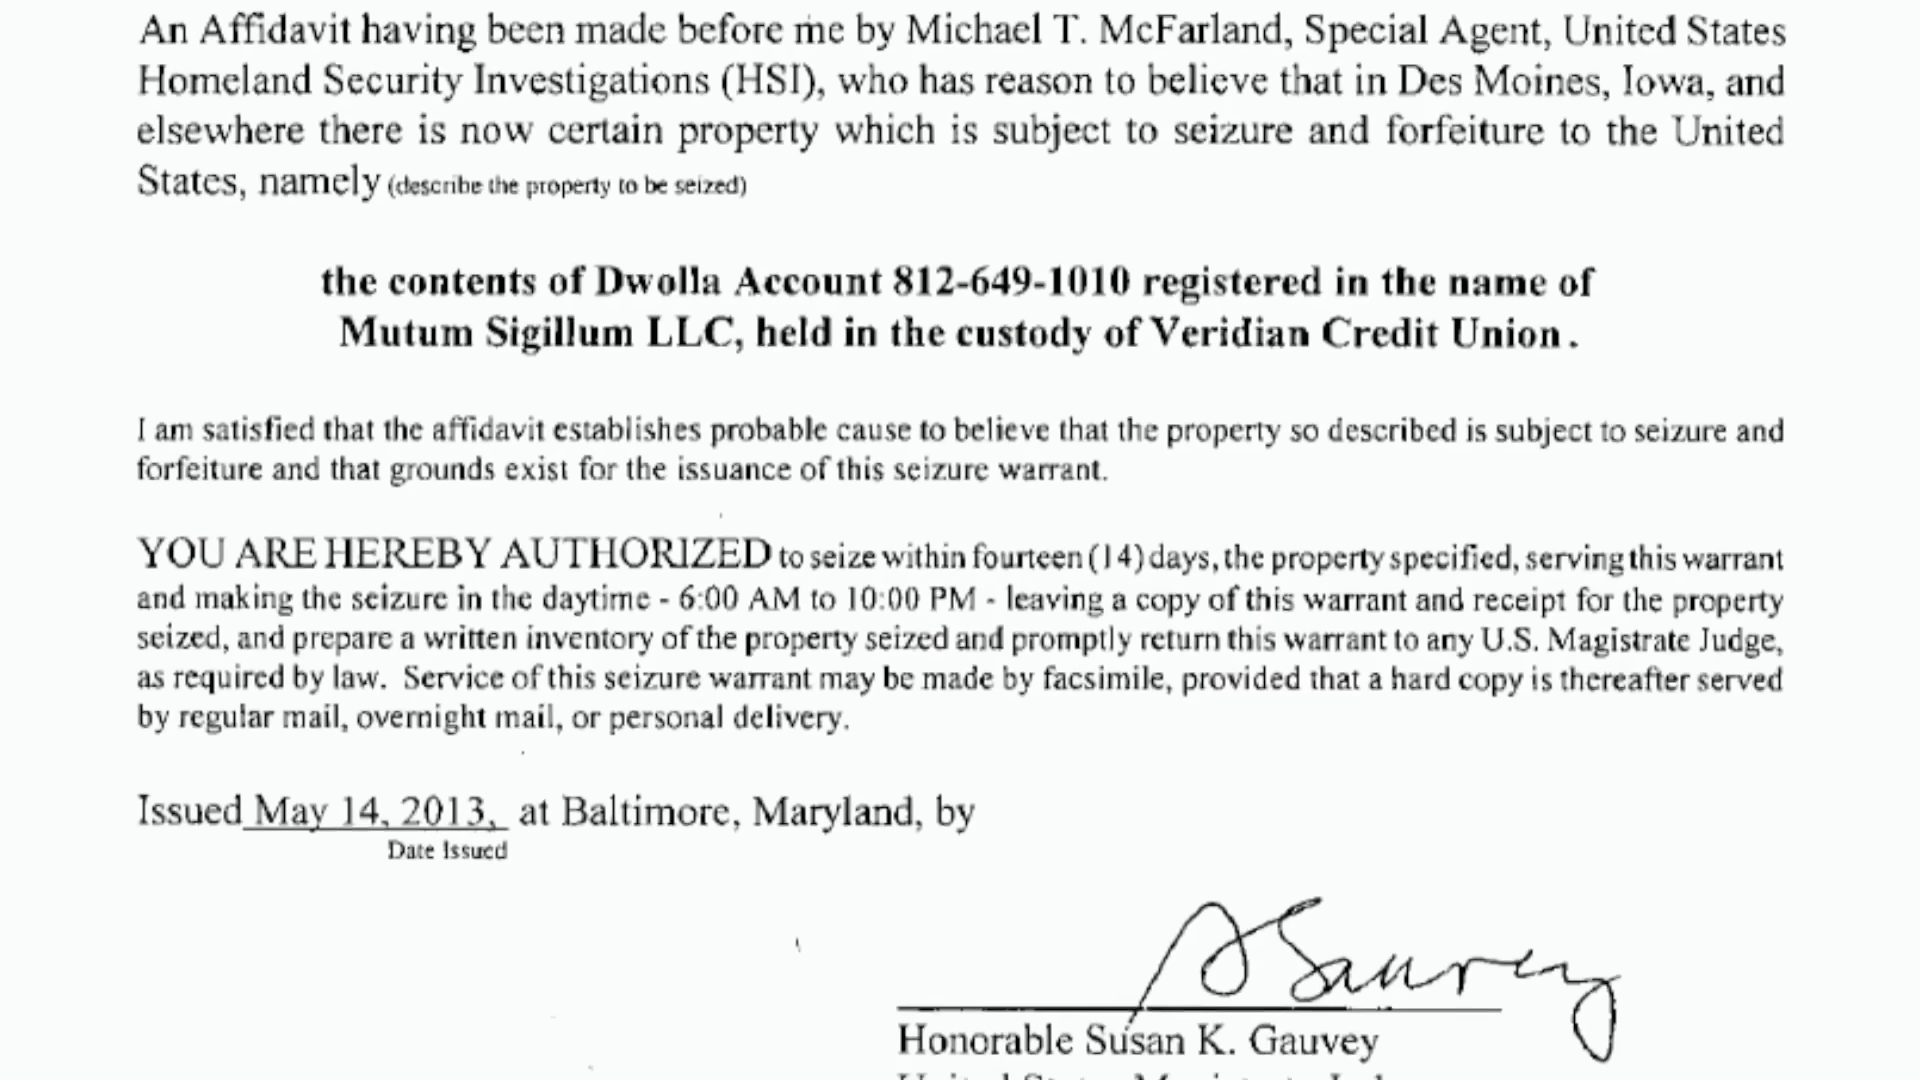 An Affidavit having been made before me by Michael T. McFarland, Special Agent, United States
Homeland Security Investigations (HSI), who has reason to believe that in Des Moines, Iowa, and
elsewhere there is now certain property which is subject to seizure and forfeiture to the United
States, namely (describe the property to be seized)
the contents of Dwolla Account 812-649-1010 registered in the name of
Mutum Sigillum LLC, held in the custody of Veridian Credit Union.
I am satisfied that the affidavit establishes probable cause to believe that the property so described is subject to seizure and
forfeiture and that grounds exist for the issuance of this seizure warrant.
YOU ARE HEREBY AUTHORIZED to seize within fourteen (14) days, the property specified, serving this warrant
and making the seizure in the daytime - 6:00 AM to 10:00 PM - leaving a copy of this warrant and receipt for the property
seized, and prepare a written inventory of the property seized and promptly return this warrant to any U.S. Magistrate Judge,
as required by law. Service of this seizure warrant may be made by facsimile, provided that a hard copy is thereafter served
by regular mail, overnight mail, or personal delivery.
Issued May 14, 2013, at Baltimore, Maryland, by
Date Issued
S Gauvey
Honorable Susan K. Gauvey